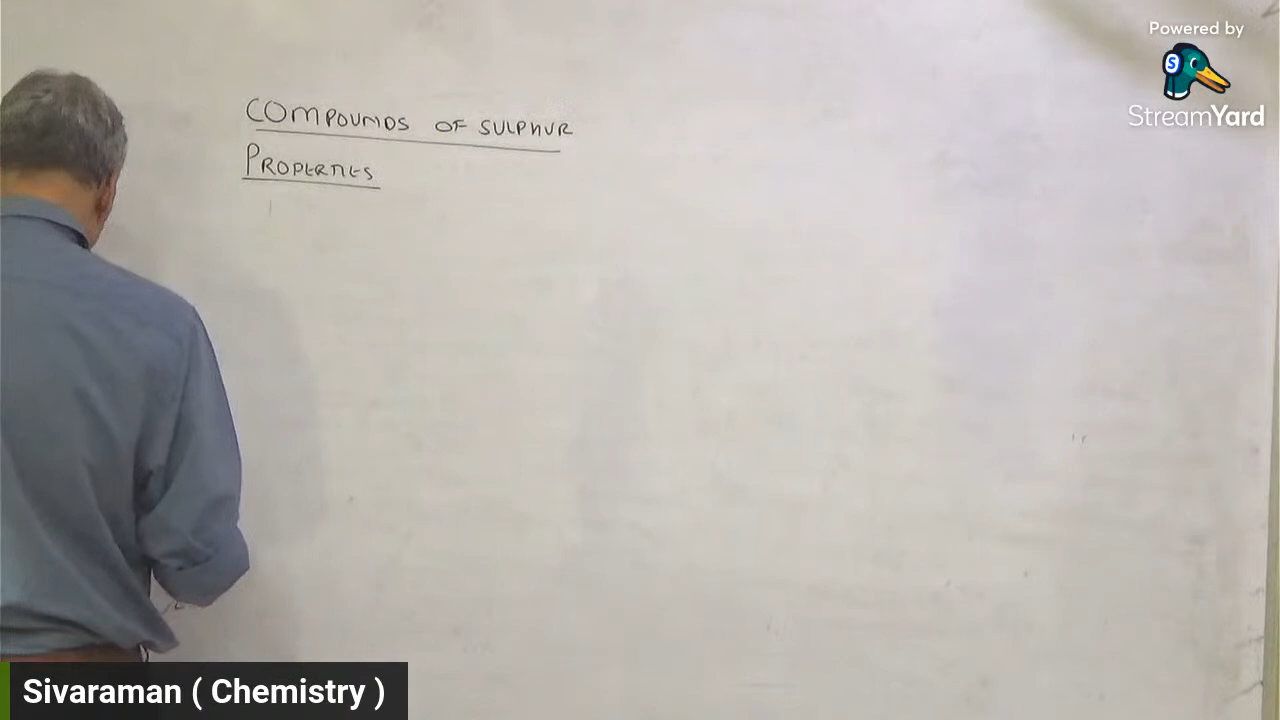 Powered by
StreamYard
COMPOUNDS OF SULPHUR
PROPERTIES
Sivaraman ( Chemistry )